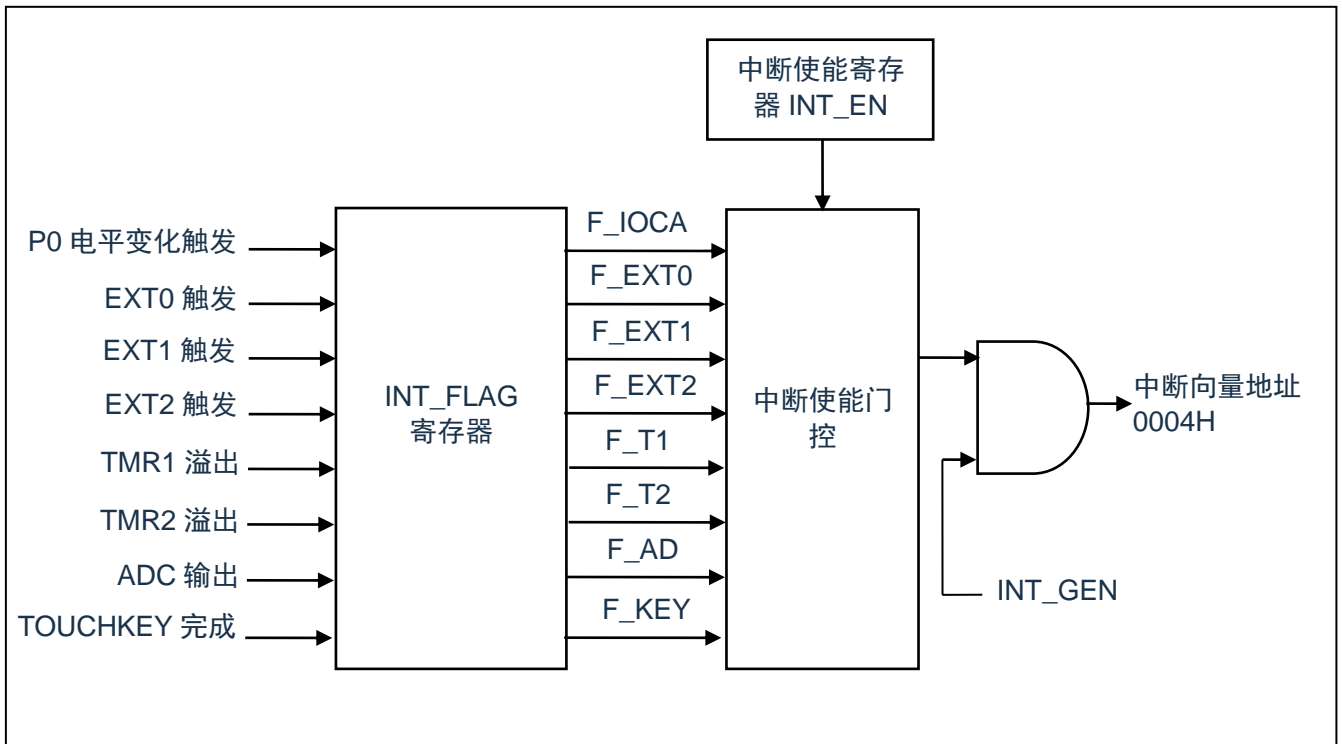 中断使能寄存
器 INT_EN
P0 电平变化触发
EXT0 触发
EXT1 触发
EXT2 触发
TMR1 溢出
TMR2 溢出
ADC 输出
TOUCHKEY 完成
INT_FLAG
寄存器
F_IOCA
F_EXT0
F_EXT1
F_EXT2
F_T1
F_T2
F_AD
F_KEY
中断使能门
控
中断向量地址
0004H
INT_GEN